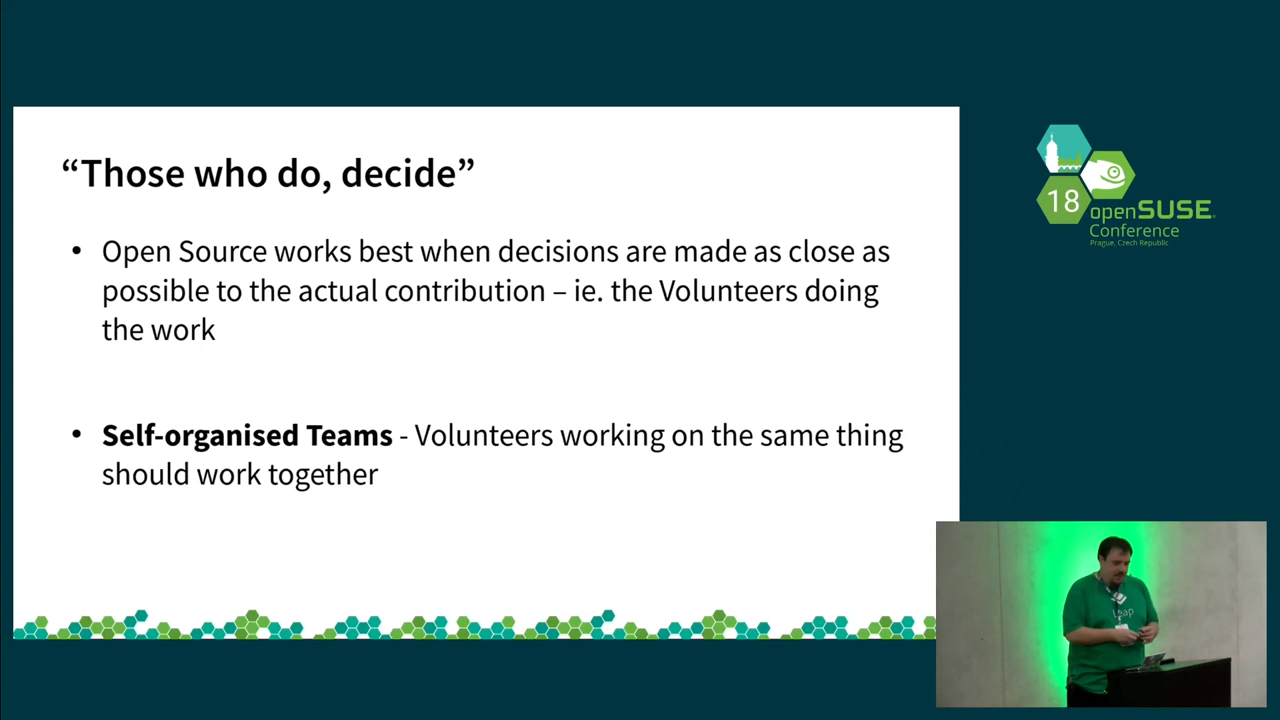 “Those who do, decide”
• Open Source works best when decisions are made as close as
possible to the actual contribution – ie. the Volunteers doing
the work
• Self-organised Teams - Volunteers working on the same thing
should work together
18
openSUSE
Conference
Prague, Czech Republic